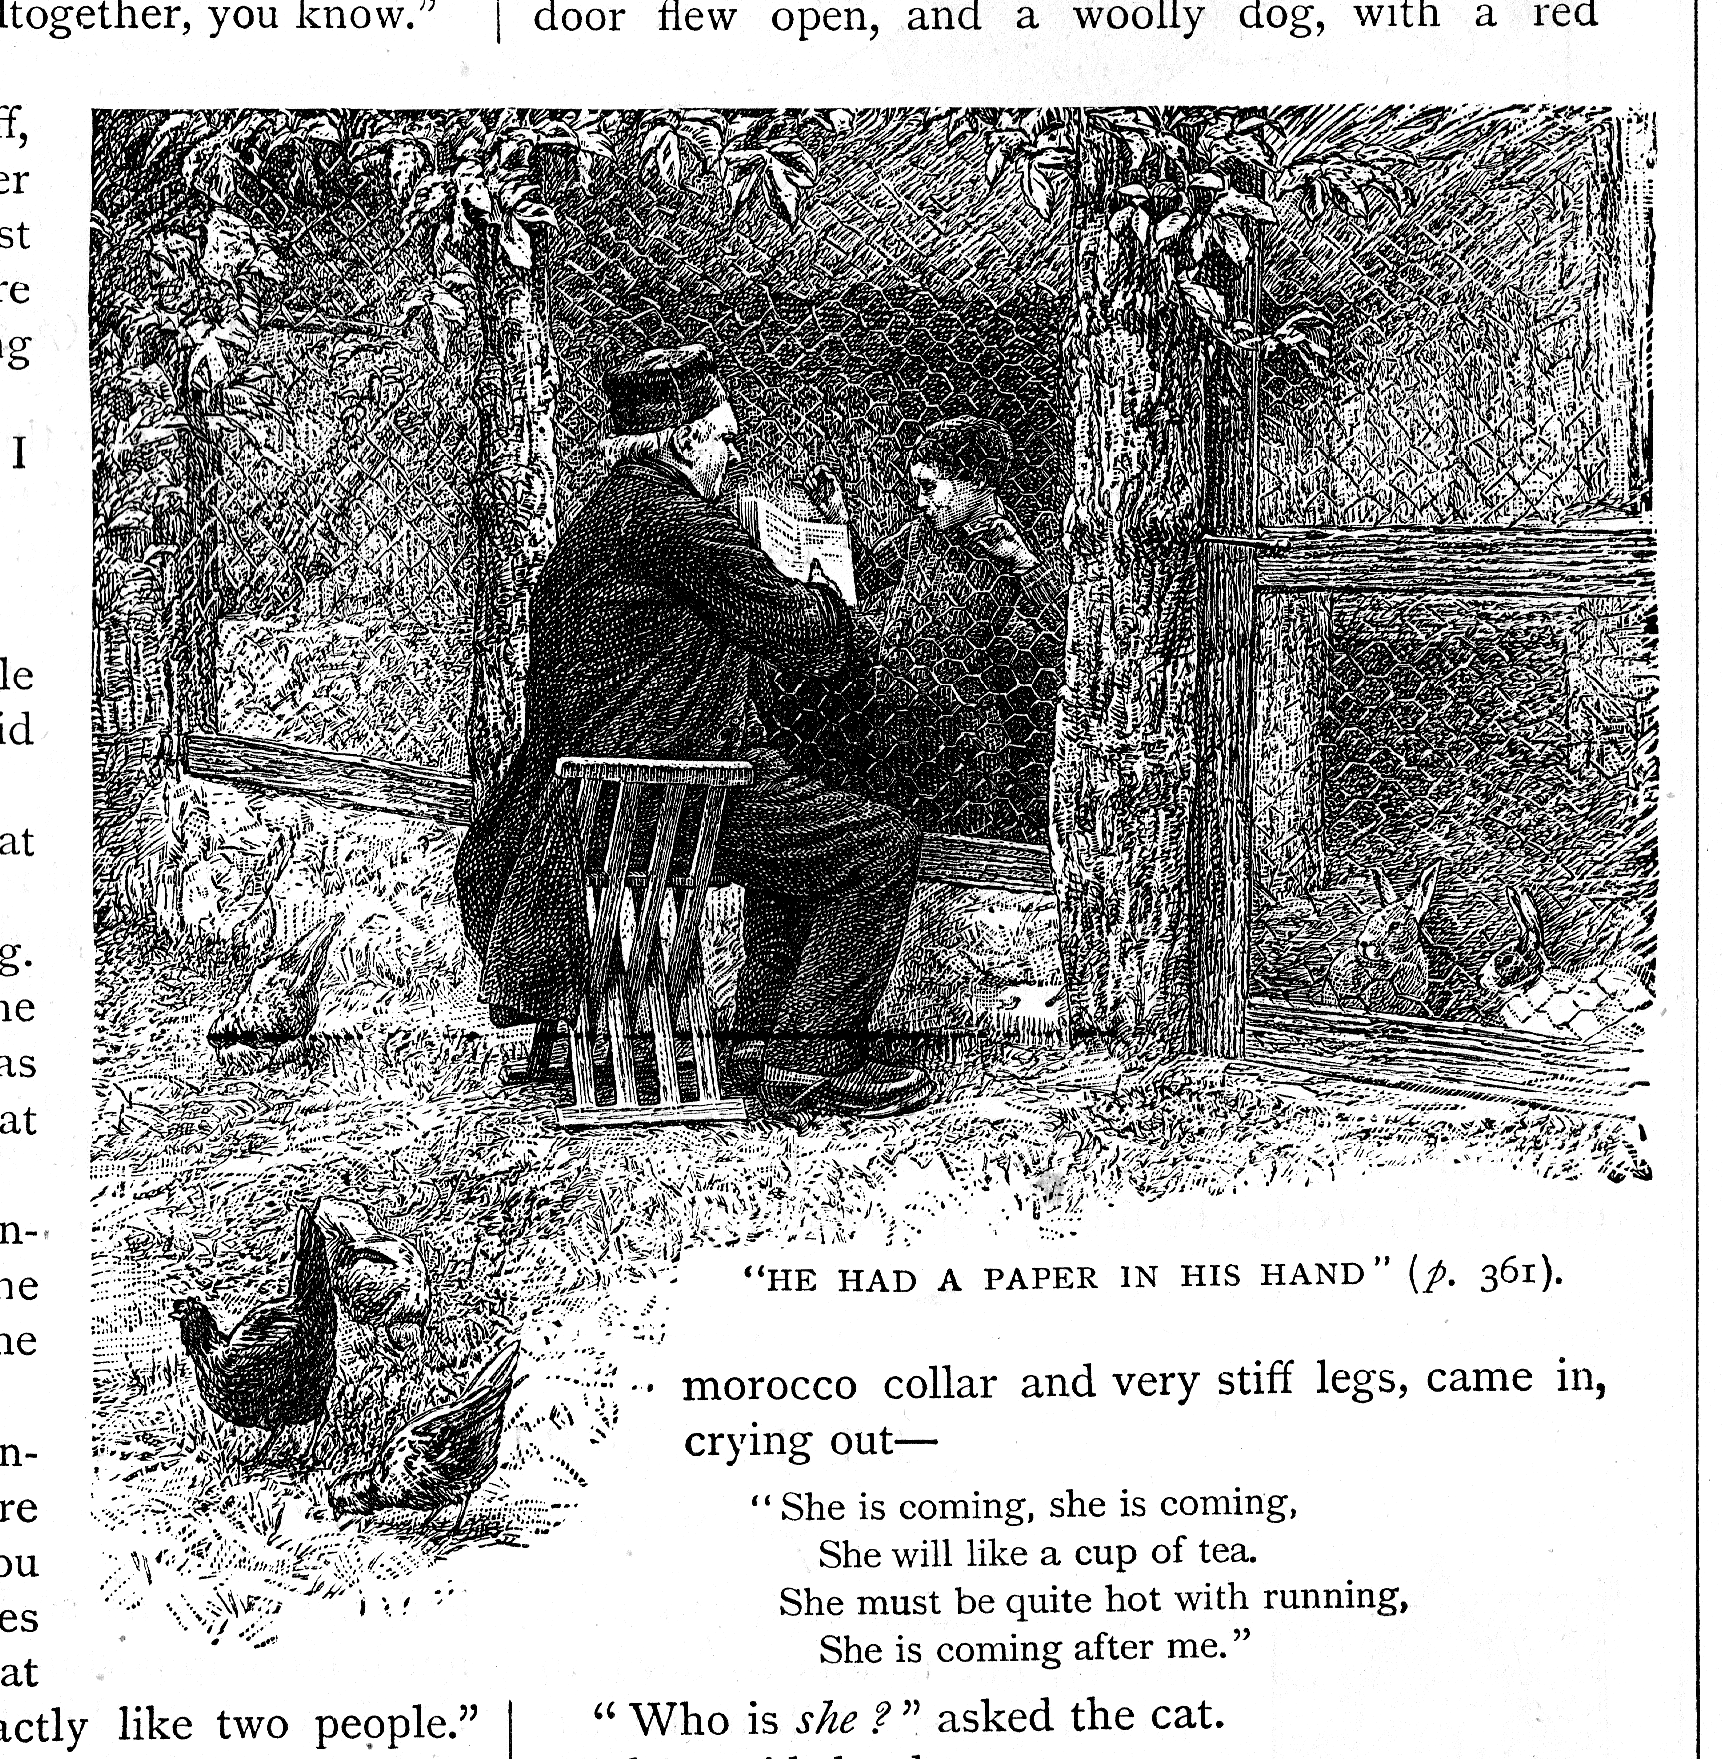 ltogether, you know.”
ff,
er
st
re
ng
I
le
id
at
g.
ne
as
at
n-
he
ne
n-
re
ou
es
at
actly like two people.”
door flew open, and a woolly dog, with a red
“HE HAD A PAPER IN HIS HAND” (p. 361).
morocco collar and very stiff legs, came in,
crying out—
“She is coming, she is coming,
She will like a cup of tea.
She must be quite hot with running,
She is coming after me.”
“Who is she?” asked the cat.